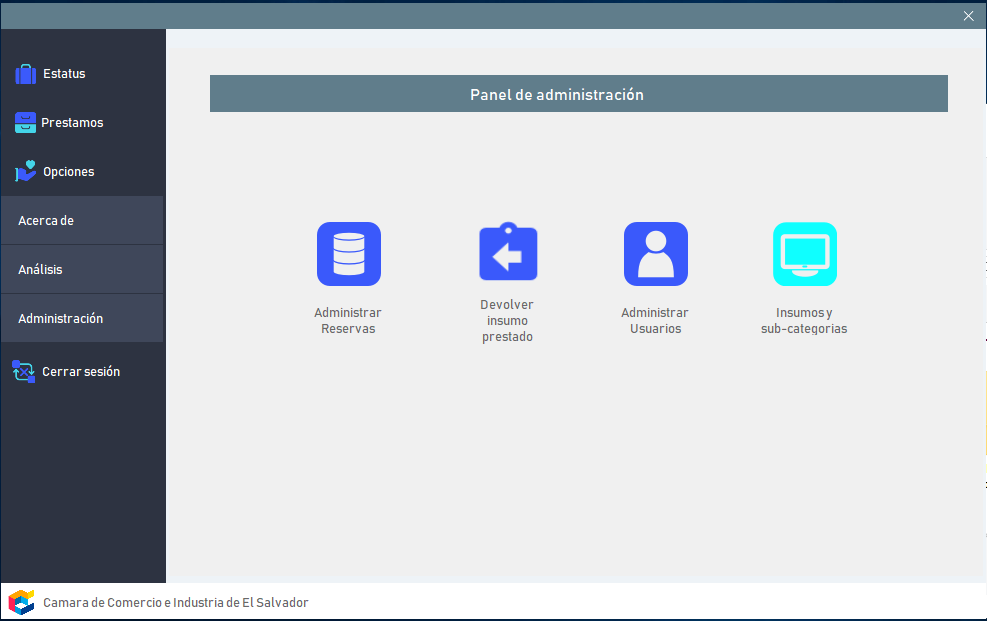 Estatus
Prestamos
Opciones
Acerca de
Análisis
Administración
Cerrar sesión
Panel de administración
Administrar
Reservas
Devolver
insumo
prestado
Administrar
Usuarios
Insumos y
sub-categorias
Camara de Comercio e Industria de El Salvador